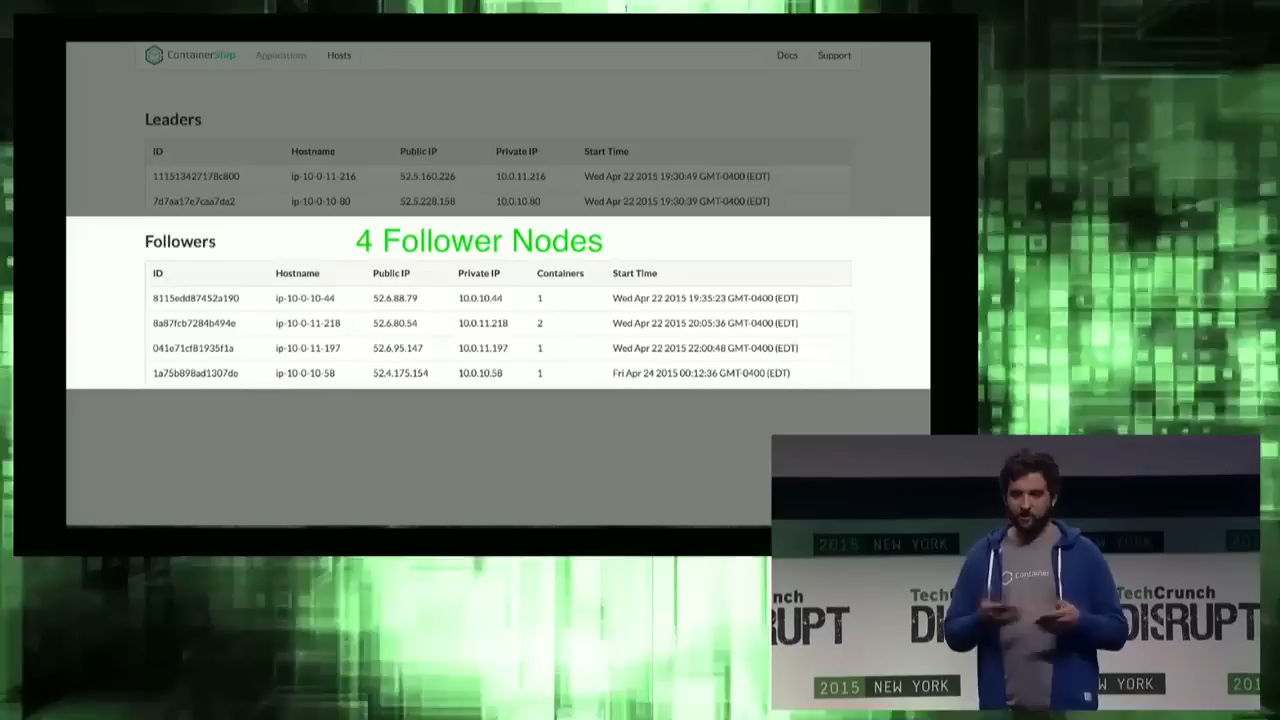 ContainerShip Applications Hosts Docs Support
Leaders
ID Hostname Public IP Private IP Start Time
111513427178c800 ip-10-0-11-216 52.5.160.226 10.0.11.216 Wed Apr 22 2015 19:30:49 GMT-0400 (EDT)
7d7aa17e7caa7da2 ip-10-0-10-80 52.5.228.158 10.0.10.80 Wed Apr 22 2015 19:30:39 GMT-0400 (EDT)
Followers 4 Follower Nodes
ID Hostname Public IP Private IP Containers Start Time
8115edd87452a190 ip-10-0-10-44 52.6.88.79 10.0.10.44 1 Wed Apr 22 2015 19:35:23 GMT-0400 (EDT)
8a87fcb7284b494e ip-10-0-11-218 52.6.80.54 10.0.11.218 2 Wed Apr 22 2015 20:05:36 GMT-0400 (EDT)
041e71cf81935f1a ip-10-0-11-197 52.6.95.147 10.0.11.197 1 Wed Apr 22 2015 22:00:48 GMT-0400 (EDT)
1a75b898ad1307de ip-10-0-10-58 52.4.175.154 10.0.10.58 1 Fri Apr 24 2015 00:12:36 GMT-0400 (EDT)
2015 NEW YORK
Container
nch Tech TechCrunch
RUPT DI DISRUPT
2015 NEW YORK W YORK 201